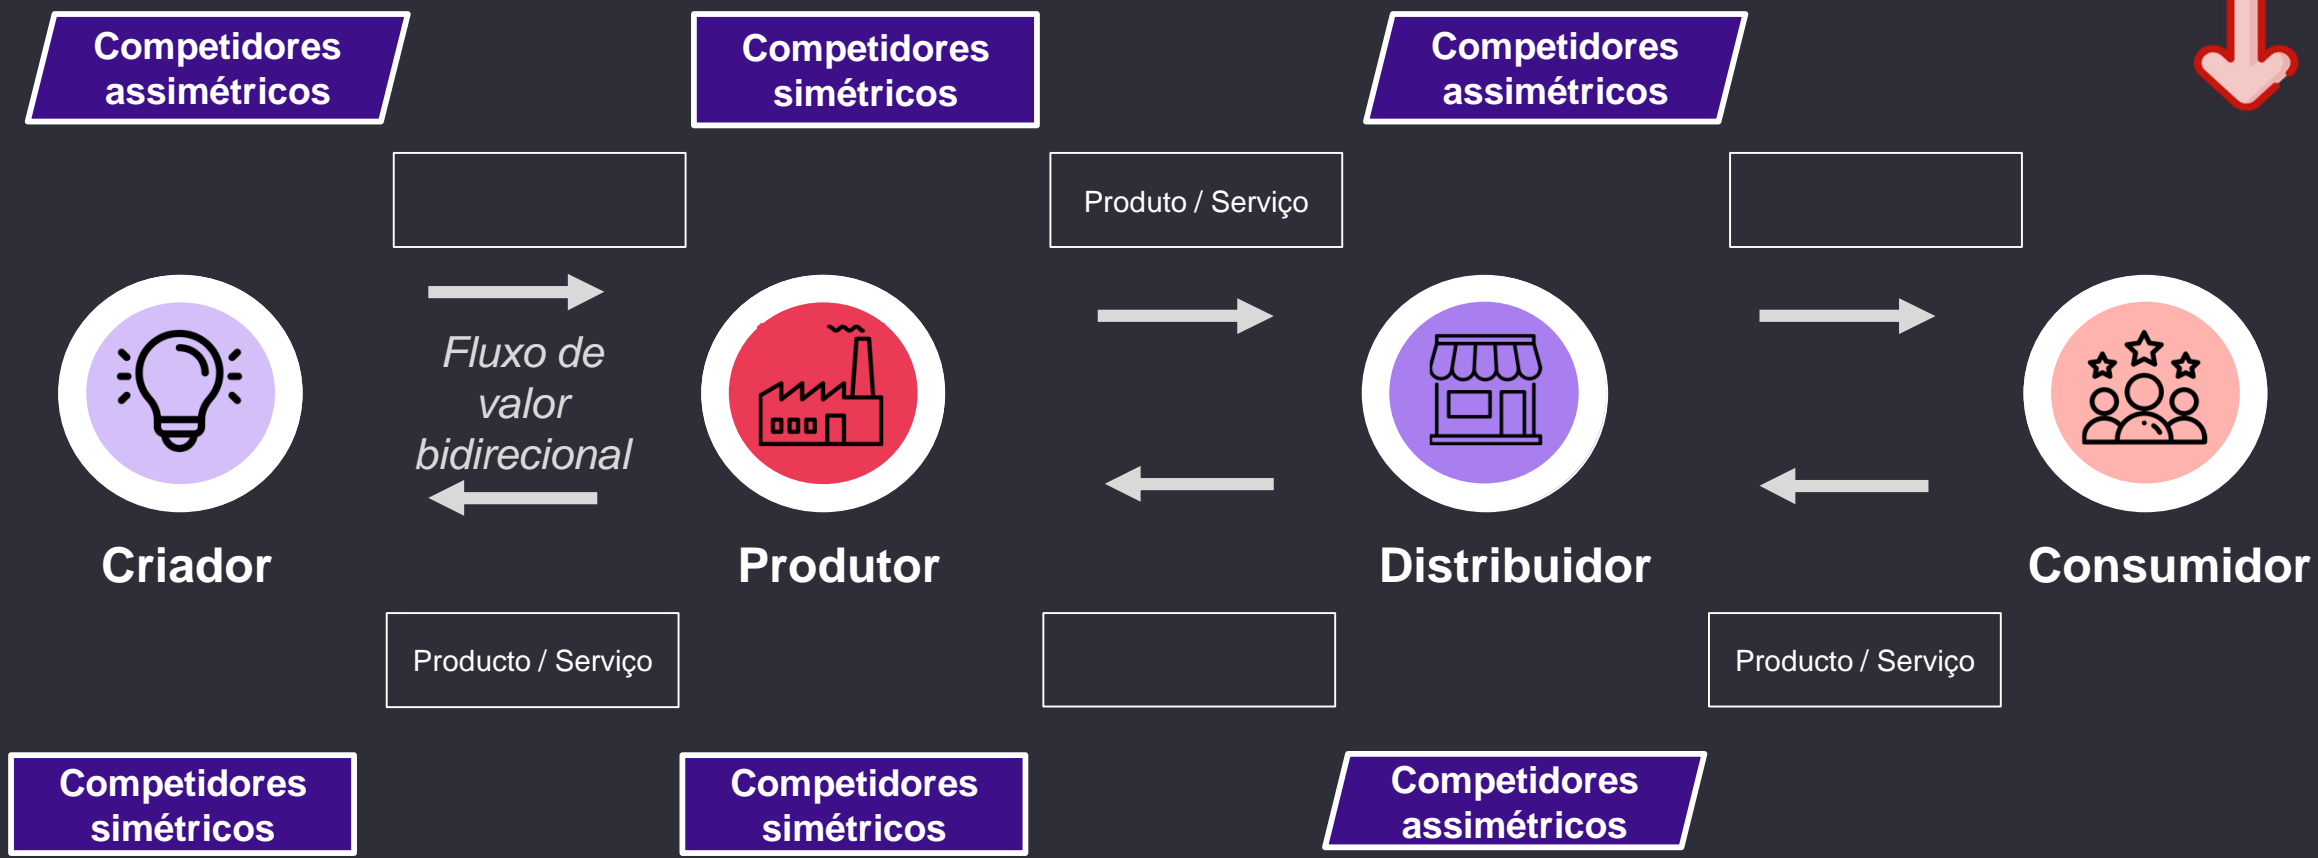 Competidores
assimétricos
Competidores
simétricos
Competidores
assimétricos
Produto / Serviço
Fluxo de
valor
bidirecional
Criador
Produtor
Distribuidor
Consumidor
Producto / Serviço
Producto / Serviço
Competidores
simétricos
Competidores
simétricos
Competidores
assimétricos